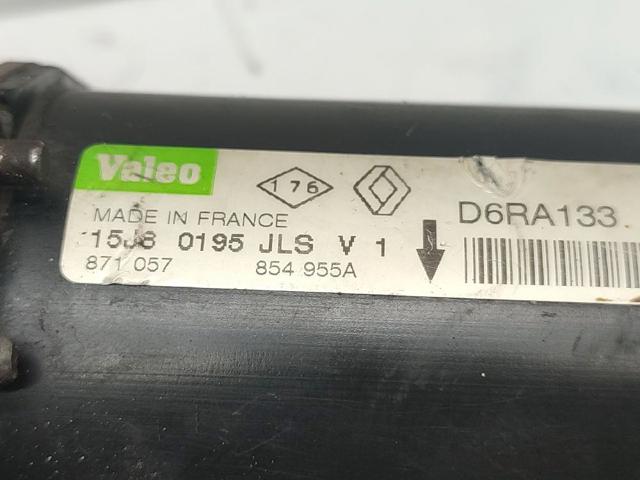 Valeo
176
MADE IN FRANCE
D6RA133
15J8 0195 JLS V 1
871 057 854 955A